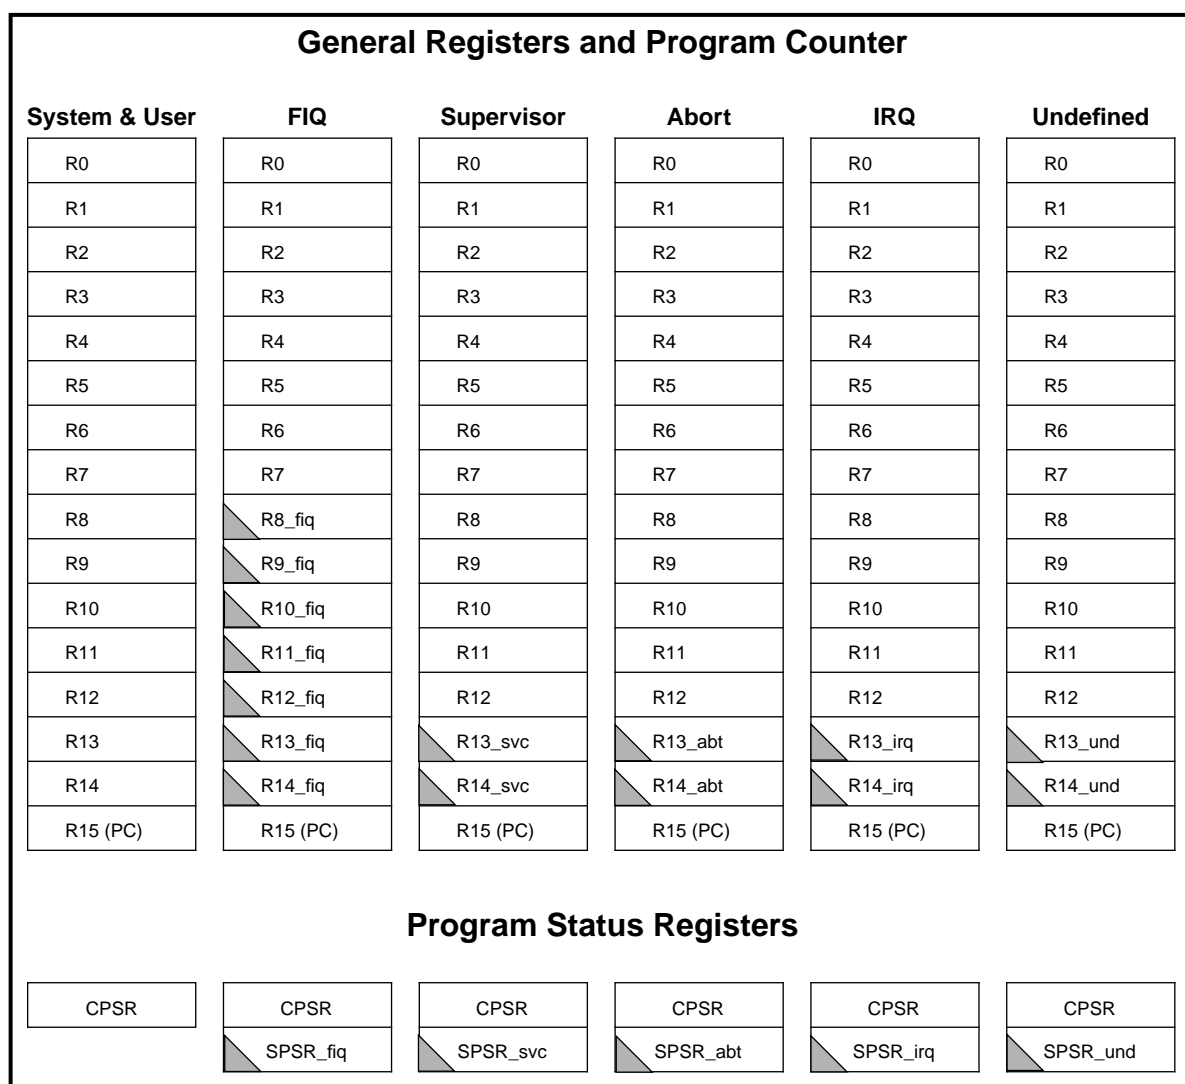 General Registers and Program Counter
System & User FIQ Supervisor Abort IRQ Undefined
R0 R0 R0 R0 R0 R0
R1 R1 R1 R1 R1 R1
R2 R2 R2 R2 R2 R2
R3 R3 R3 R3 R3 R3
R4 R4 R4 R4 R4 R4
R5 R5 R5 R5 R5 R5
R6 R6 R6 R6 R6 R6
R7 R7 R7 R7 R7 R7
R8 R8_fiq R8 R8 R8 R8
R9 R9_fiq R9 R9 R9 R9
R10 R10_fiq R10 R10 R10 R10
R11 R11_fiq R11 R11 R11 R11
R12 R12_fiq R12 R12 R12 R12
R13 R13_fiq R13_svc R13_abt R13_irq R13_und
R14 R14_fiq R14_svc R14_abt R14_irq R14_und
R15 (PC) R15 (PC) R15 (PC) R15 (PC) R15 (PC) R15 (PC)
Program Status Registers
CPSR CPSR CPSR CPSR CPSR CPSR
SPSR_fiq SPSR_svc SPSR_abt SPSR_irq SPSR_und